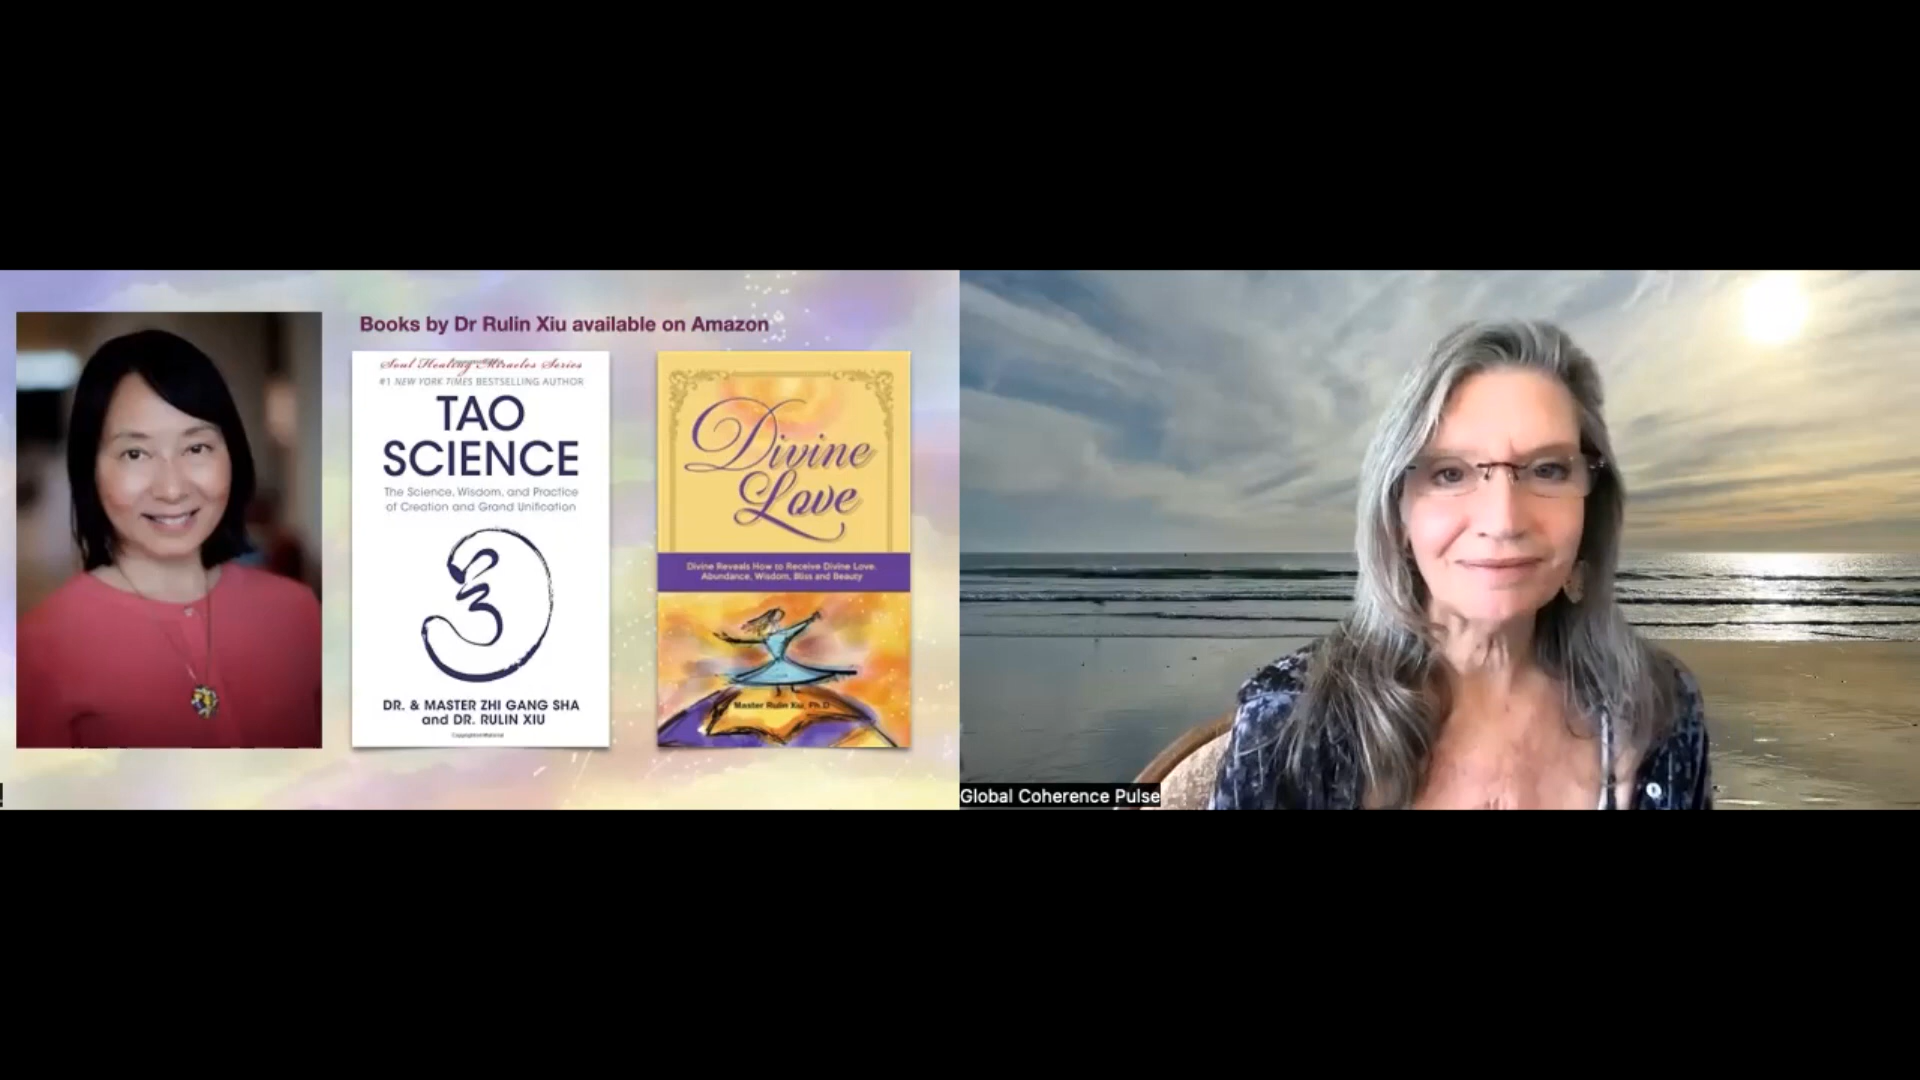 Books by Dr Rulin Xiu available on Amazon
Soul Healing Miracles Series
#1 NEW YORK TIMES BESTSELLING AUTHOR
TAO
SCIENCE
The Science, Wisdom, and Practice
of Creation and Grand Unification
DR. & MASTER ZHI GANG SHA
and DR. RULIN XIU
Copyrighted Material
Divine
Love
Divine Reveals How to Receive Divine Love,
Abundance, Wisdom, Bliss and Beauty
Master Rulin Xiu, Ph.D
Global Coherence Pulse